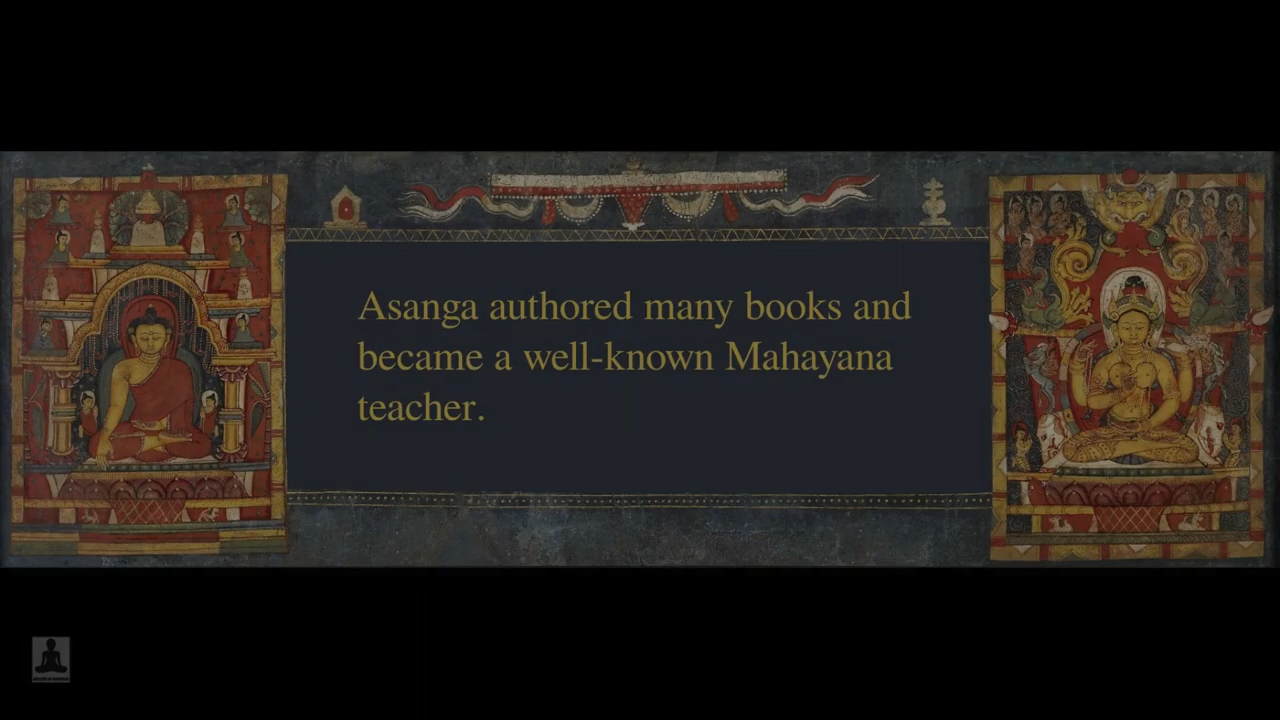 Asanga authored many books and
became a well-known Mahayana
teacher.